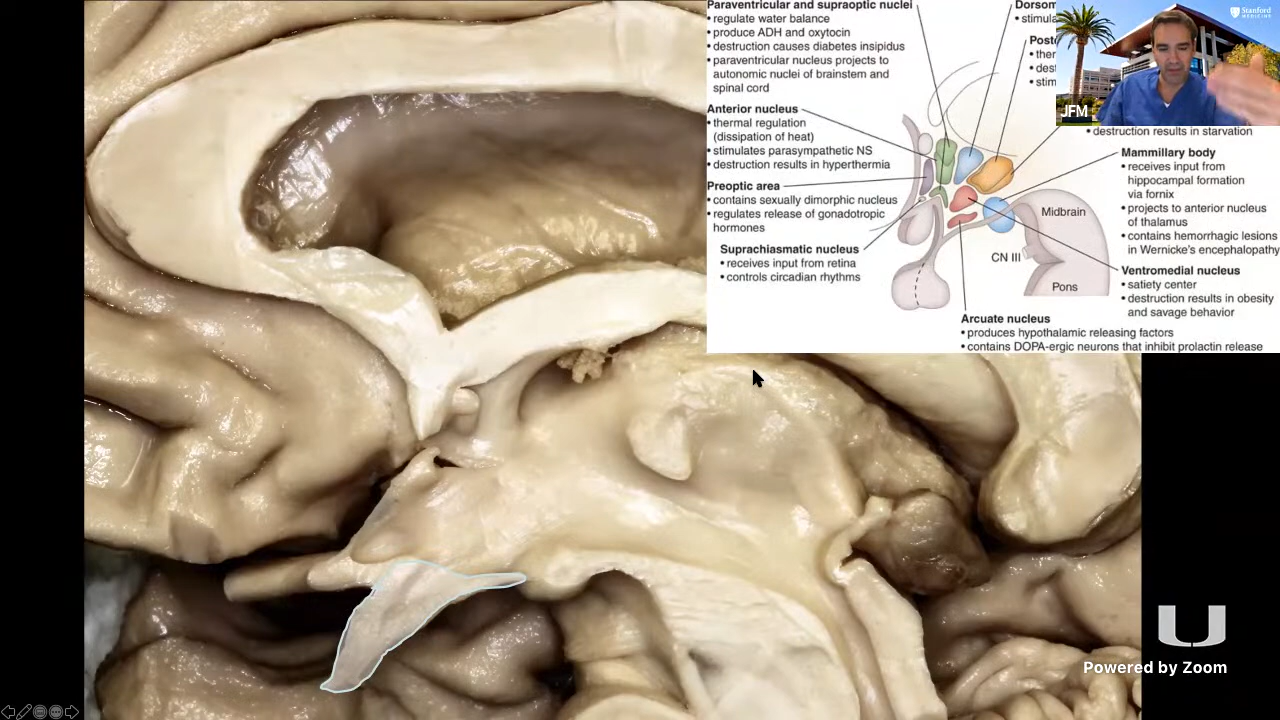 Paraventricular and supraoptic nuclei
• regulate water balance
• produce ADH and oxytocin
• destruction causes diabetes insipidus
• paraventricular nucleus projects to
autonomic nuclei of brainstem and
spinal cord
Anterior nucleus
• thermal regulation
(dissipation of heat)
• stimulates parasympathetic NS
• destruction results in hyperthermia
Preoptic area
• contains sexually dimorphic nucleus
• regulates release of gonadotropic
hormones
Suprachiasmatic nucleus
• receives input from retina
• controls circadian rhythms
Dorsom
• stimula
Poste
• ther
• dest
• stim
• destruction results in starvation
Mammillary body
• receives input from
hippocampal formation
via fornix
• projects to anterior nucleus
of thalamus
• contains hemorrhagic lesions
in Wernicke's encephalopathy
Ventromedial nucleus
• satiety center
• destruction results in obesity
and savage behavior
Midbrain
CN III
Pons
Arcuate nucleus
• produces hypothalamic releasing factors
• contains DOPA-ergic neurons that inhibit prolactin release
Stanford
MEDICINE
JFM
U
Powered by Zoom